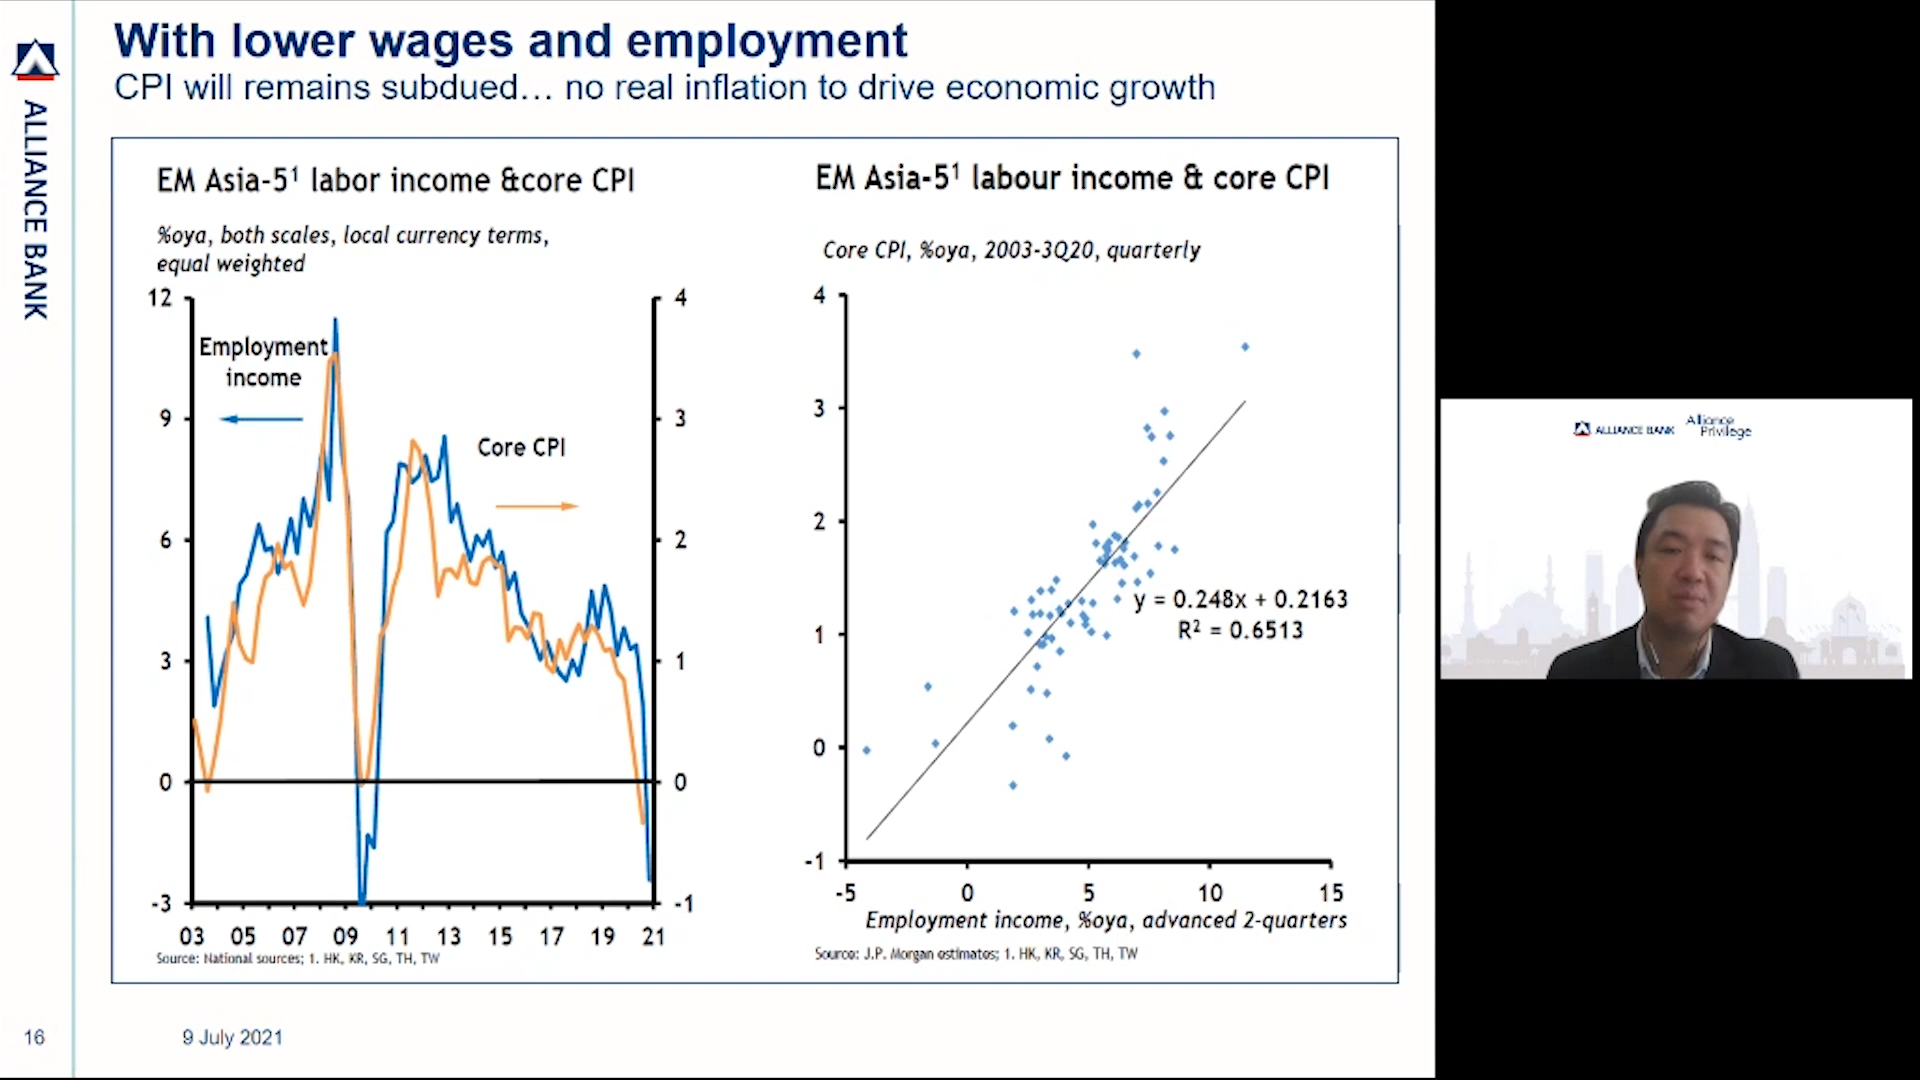 With lower wages and employment
CPI will remains subdued... no real inflation to drive economic growth
ALLIANCE BANK
EM Asia-5¹ labor income &core CPI
%oya, both scales, local currency terms,
equal weighted
12
9
6
3
0
-3
4
3
2
1
0
-1
Employment
income
Core CPI
03 05 07 09 11 13 15 17 19 21
Source: National sources; 1. HK, KR, SG, TH, TW
EM Asia-5¹ labour income & core CPI
Core CPI, %oya, 2003-3Q20, quarterly
4
3
2
1
0
-1
y = 0.248x + 0.2163
R² = 0.6513
-5 0 5 10 15
Employment income, %oya, advanced 2-quarters
Source: J.P. Morgan estimates; 1. HK, KR, SG, TH, TW
16
9 July 2021
ALLIANCE BANK
Alliance
Privilege